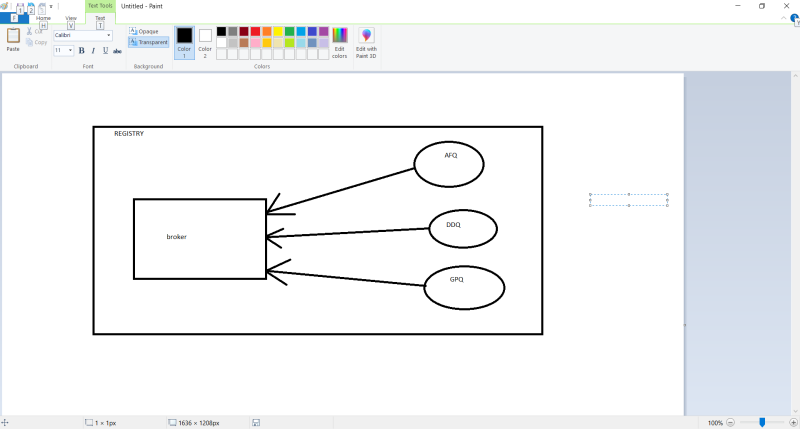 Text Tools
Untitled - Paint
F
Home
View
Text
1
2
H
V
T
Paste
Cut
Copy
Clipboard
Calibri
11
B I U abc
Font
Opaque
Transparent
Background
Color 1
Color 2
Edit colors
Edit with Paint 3D
Colors
REGISTRY
AFQ
broker
DDQ
GPQ
1 × 1px
1636 × 1208px
100%